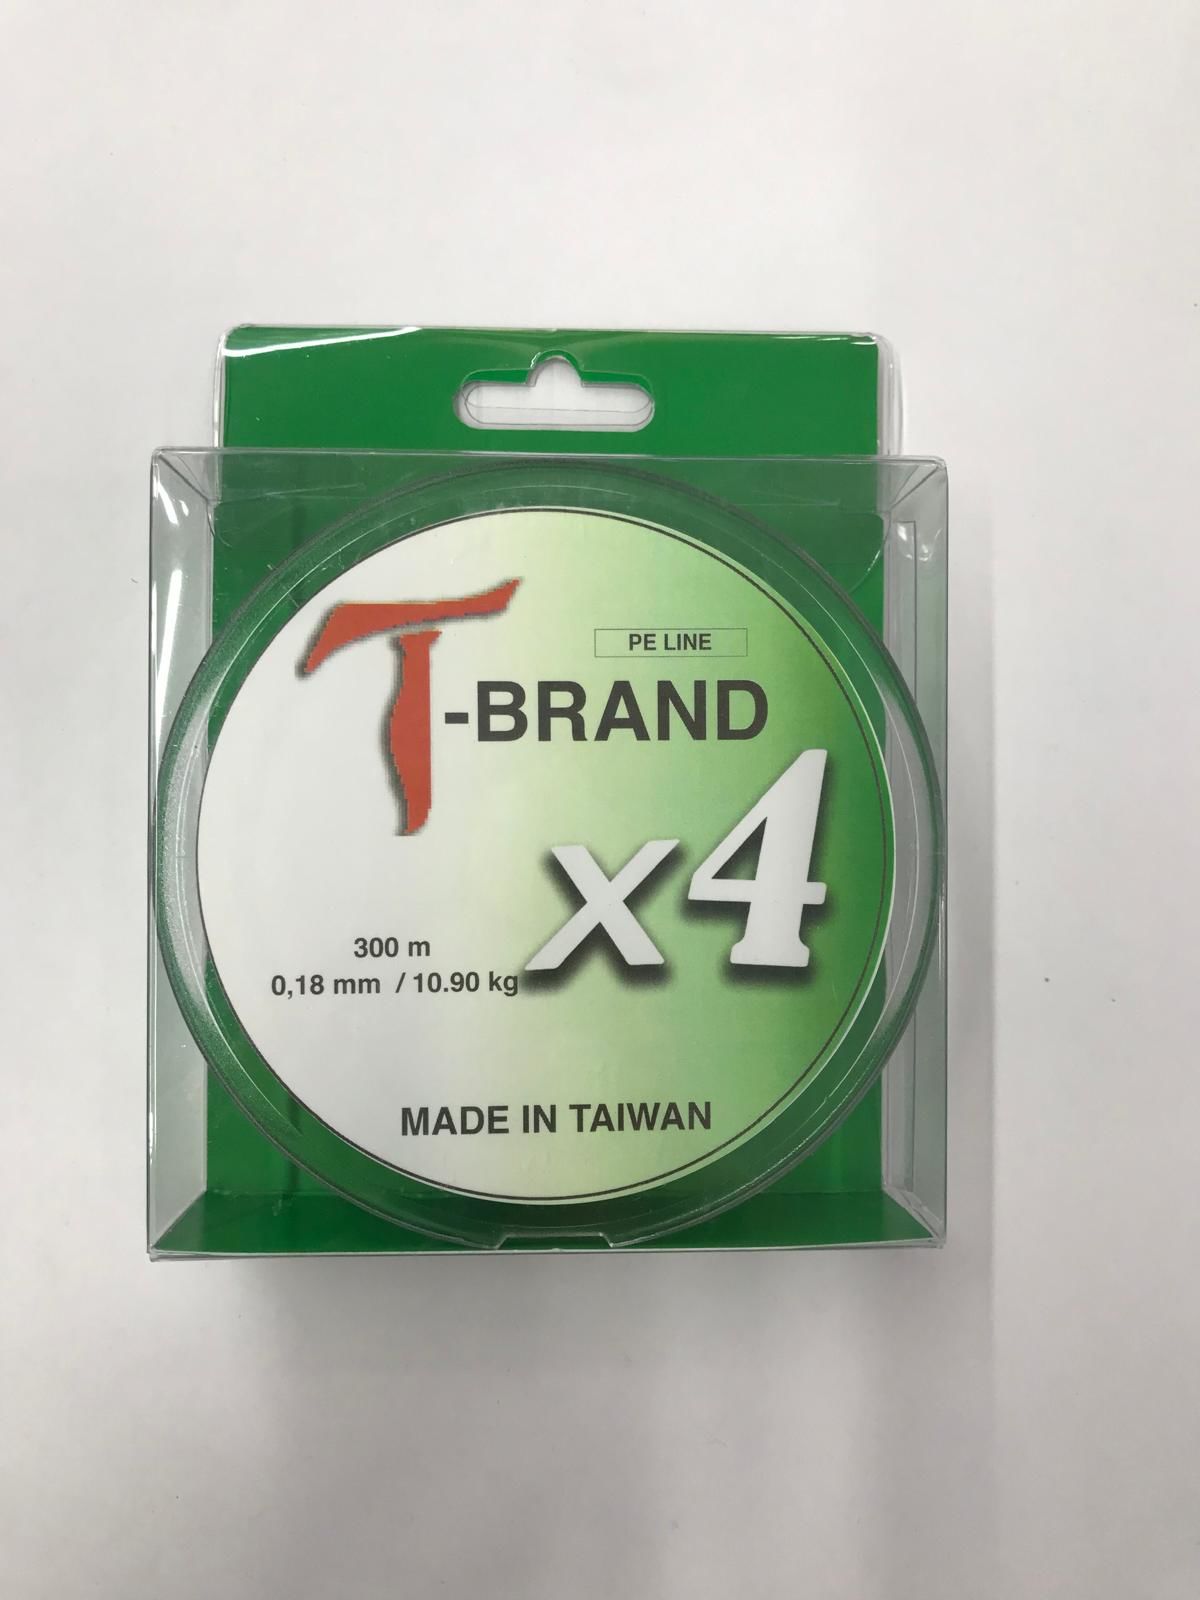 PE LINE
T-BRAND
x4
300 m
0,18 mm / 10.90 kg
MADE IN TAIWAN